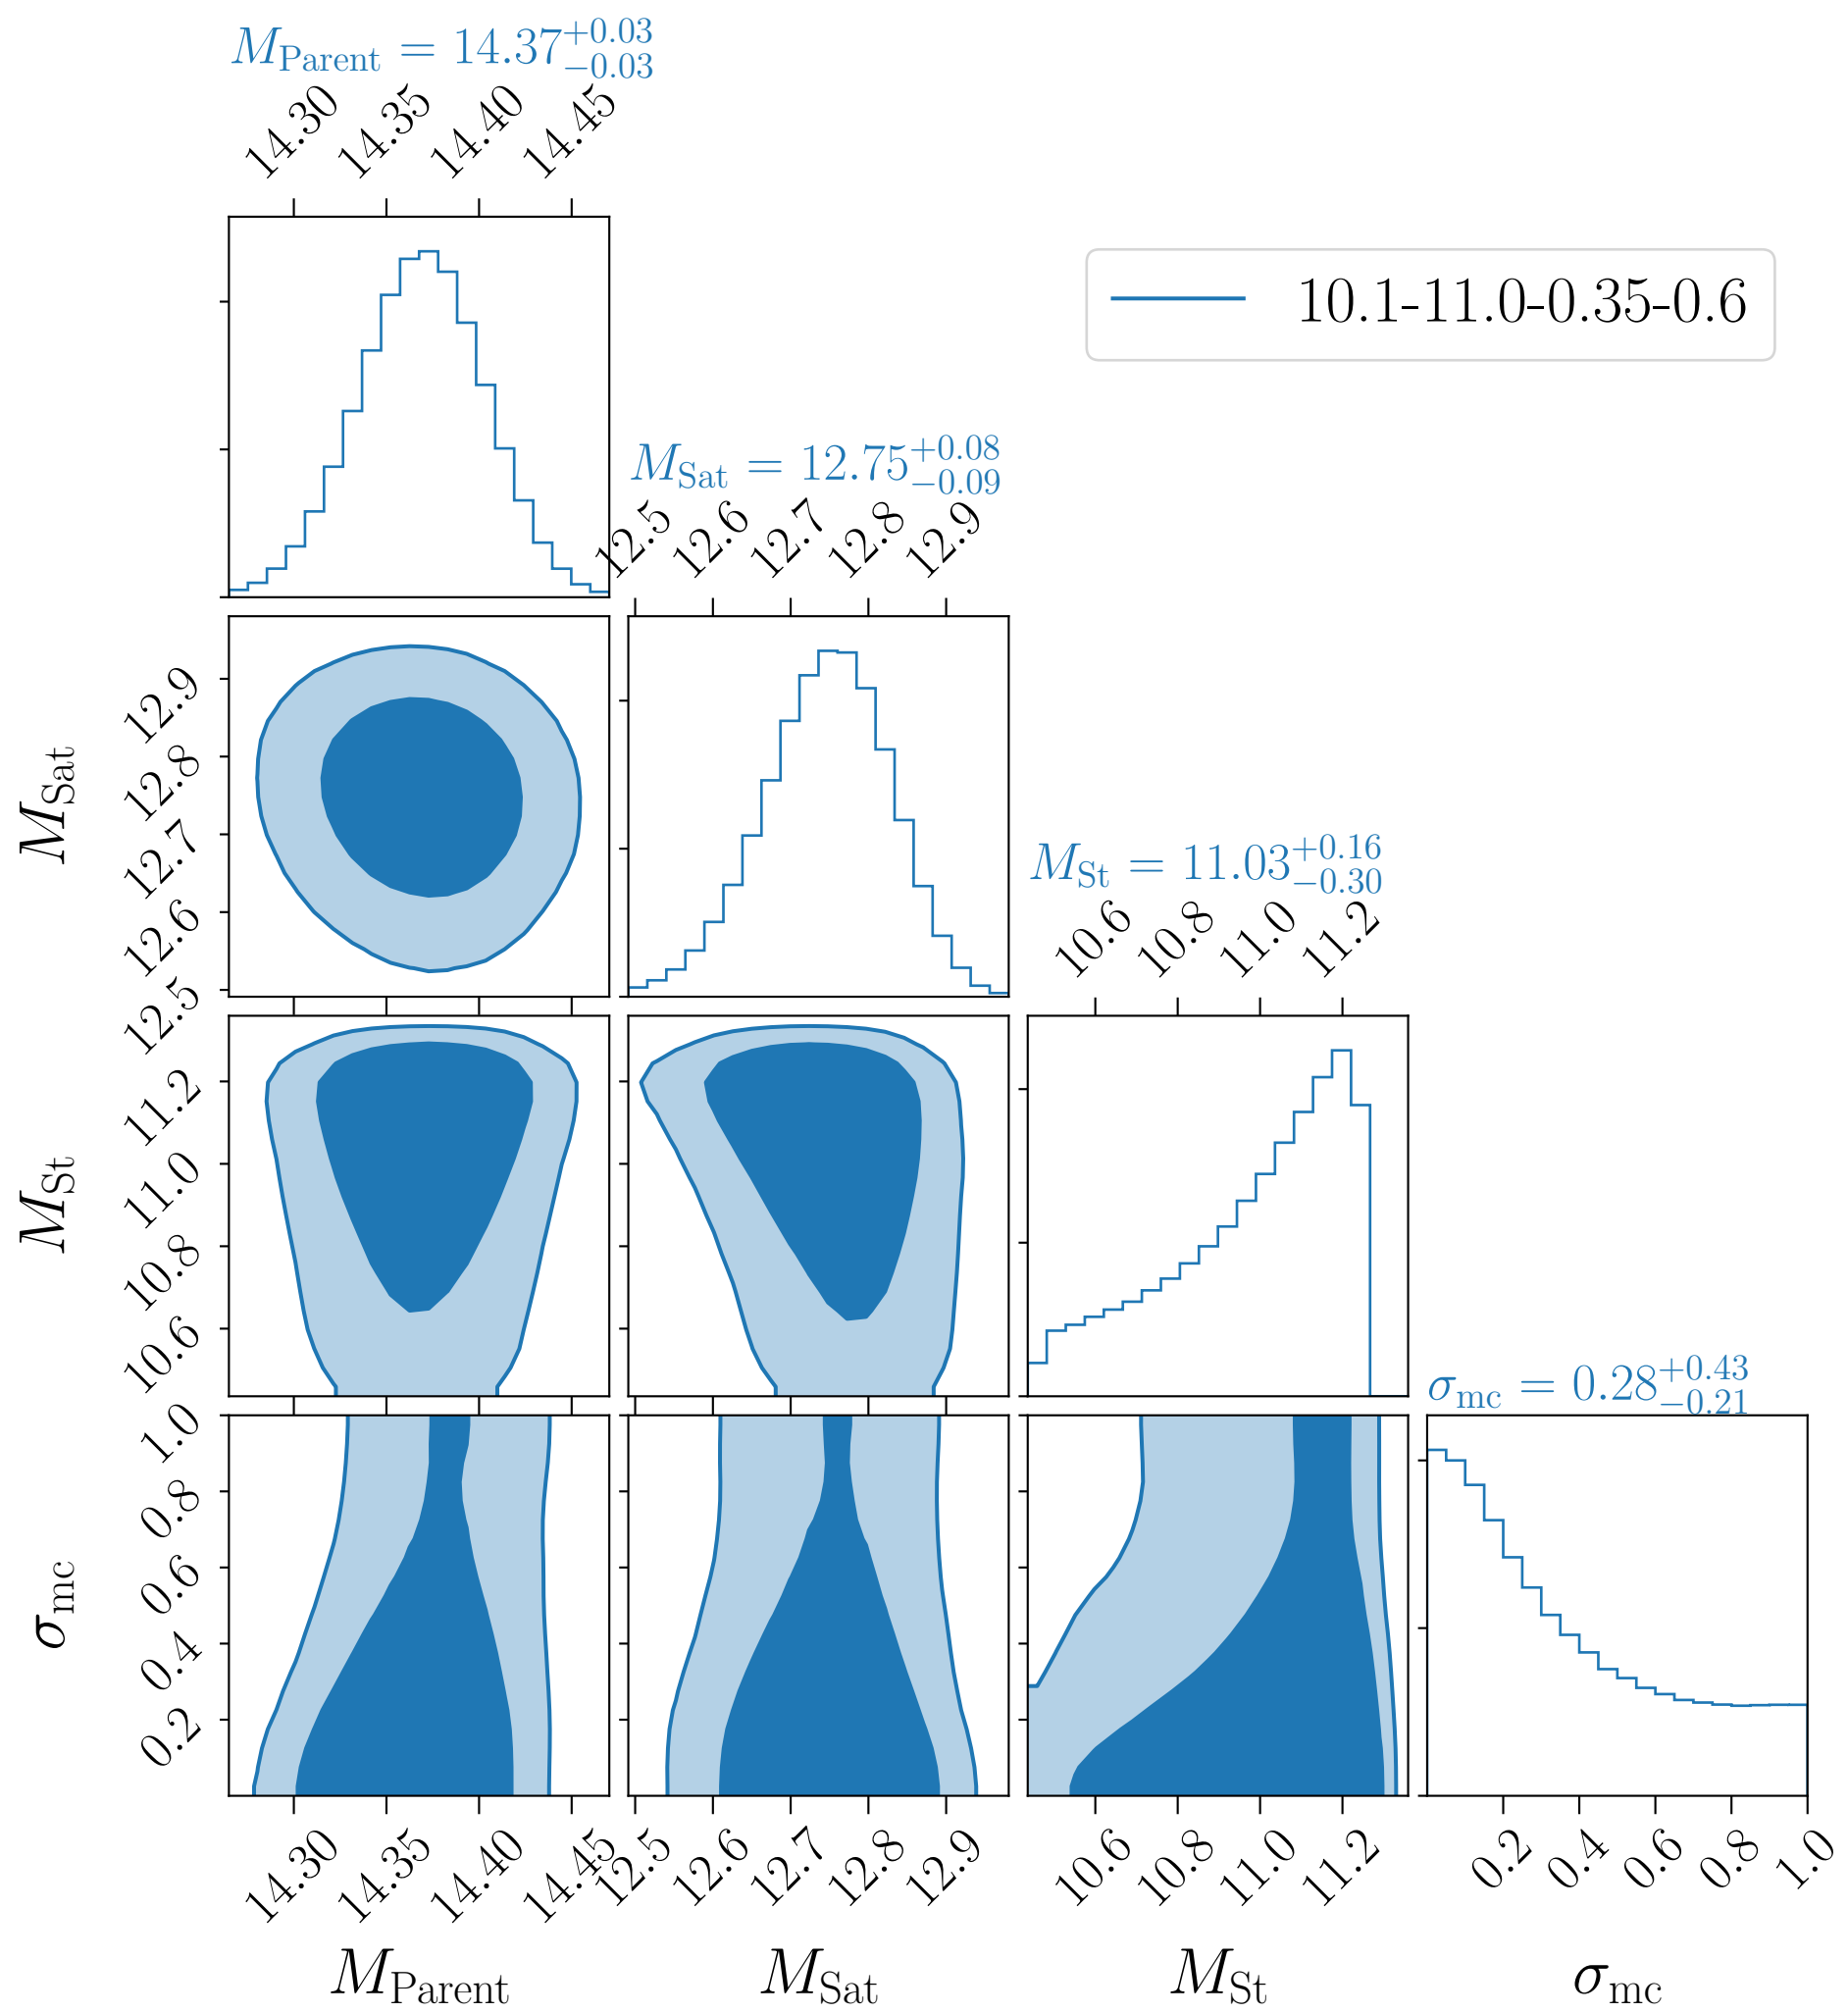 M_Parent = 14.37^{+0.03}_{-0.03}
14.30 14.35 14.40 14.45
10.1-11.0-0.35-0.6
M_Sat = 12.75^{+0.08}_{-0.09}
12.5 12.6 12.7 12.8 12.9
M_Sat
12.9
12.8
12.7
12.6
12.5
M_St = 11.03^{+0.16}_{-0.30}
10.6 10.8 11.0 11.2
M_St
11.2
11.0
10.8
10.6
σ_mc = 0.28^{+0.43}_{-0.21}
σ_mc
1.0
0.8
0.6
0.4
0.2
14.30 14.35 14.40 14.45 12.5 12.6 12.7 12.8 12.9 10.6 10.8 11.0 11.2 0.2 0.4 0.6 0.8 1.0
M_Parent M_Sat M_St σ_mc